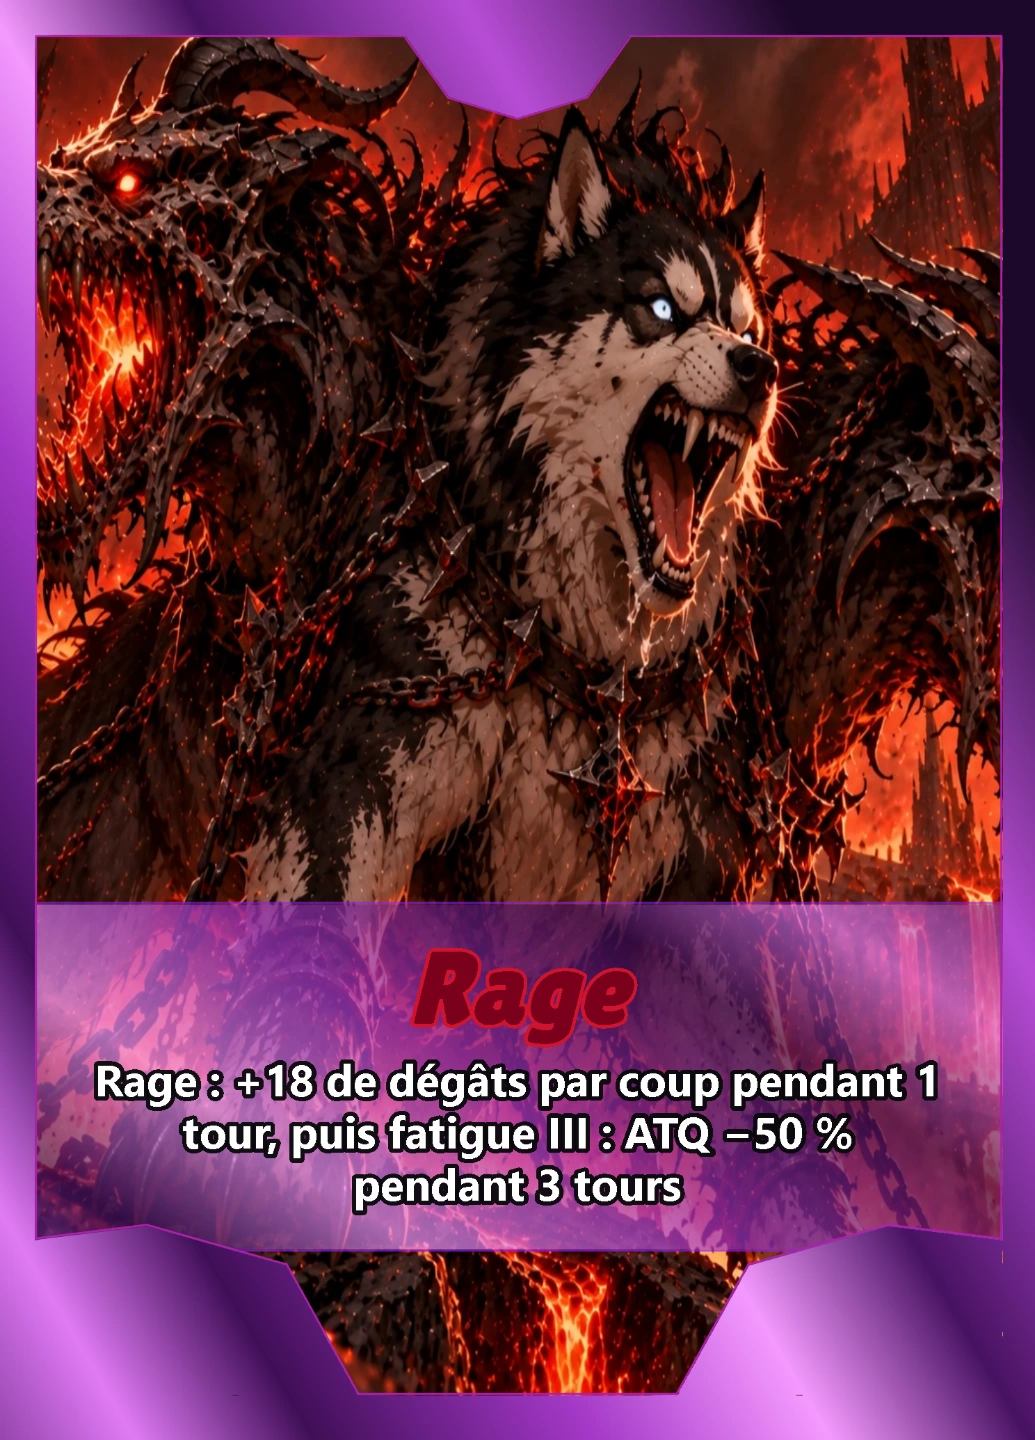 Rage
Rage : +18 de dégâts par coup pendant 1
tour, puis fatigue III : ATQ −50 %
pendant 3 tours